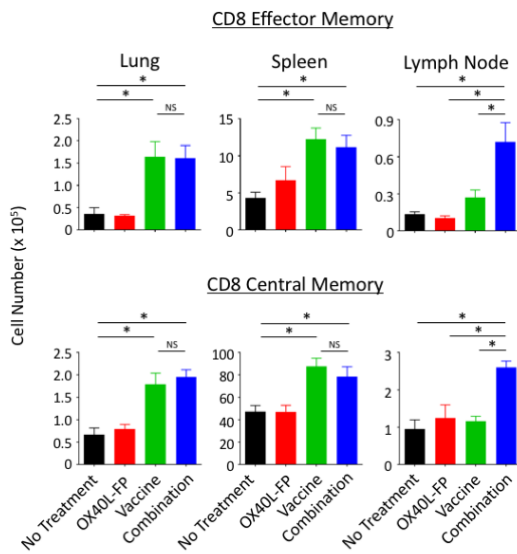 CD8 Effector Memory
Lung
Spleen
Lymph Node
Cell Number (x 10⁵)
*
*
NS
2.5
2.0
1.5
1.0
0.5
0
*
*
NS
15
10
5
0
*
*
*
0.9
0.6
0.3
0
CD8 Central Memory
*
*
NS
2.5
2.0
1.5
1.0
0.5
0
No Treatment
OX40L-FP
Vaccine
Combination
*
*
NS
100
80
60
40
20
0
No Treatment
OX40L-FP
Vaccine
Combination
*
*
*
3
2
1
0
No Treatment
OX40L-FP
Vaccine
Combination